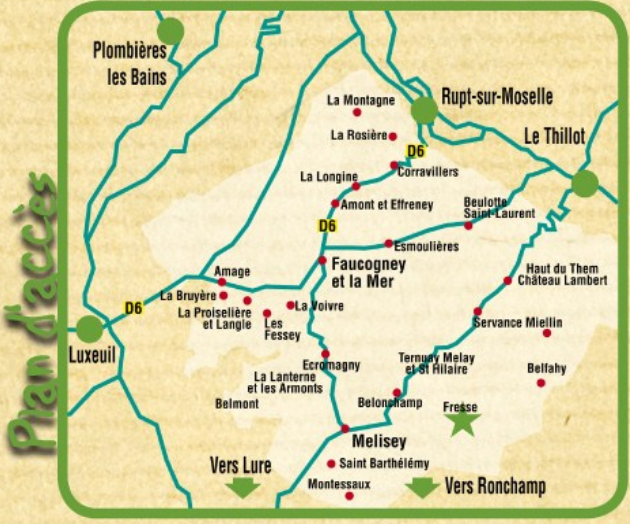 Plan d'accès
Plombières
les Bains
La Montagne
Rupt-sur-Moselle
La Rosière
Le Thillot
D6
Corravillers
La Longine
Amont et Effreney
Beulotte
Saint-Laurent
D6
Esmoulières
Faucogney
et la Mer
Amage
Haut du Them
Château Lambert
La Bruyère
La Proiselière
et Langle
La Voivre
D6
Les
Fessey
Servance Miellin
Luxeuil
Ecromagny
Ternuay Melay
et St Hilaire
Belfahy
La Lanterne
et les Armonts
Belmont
Belonchamp
Fresse
Melisey
Vers Lure
Saint Barthélémy
Montessaux
Vers Ronchamp